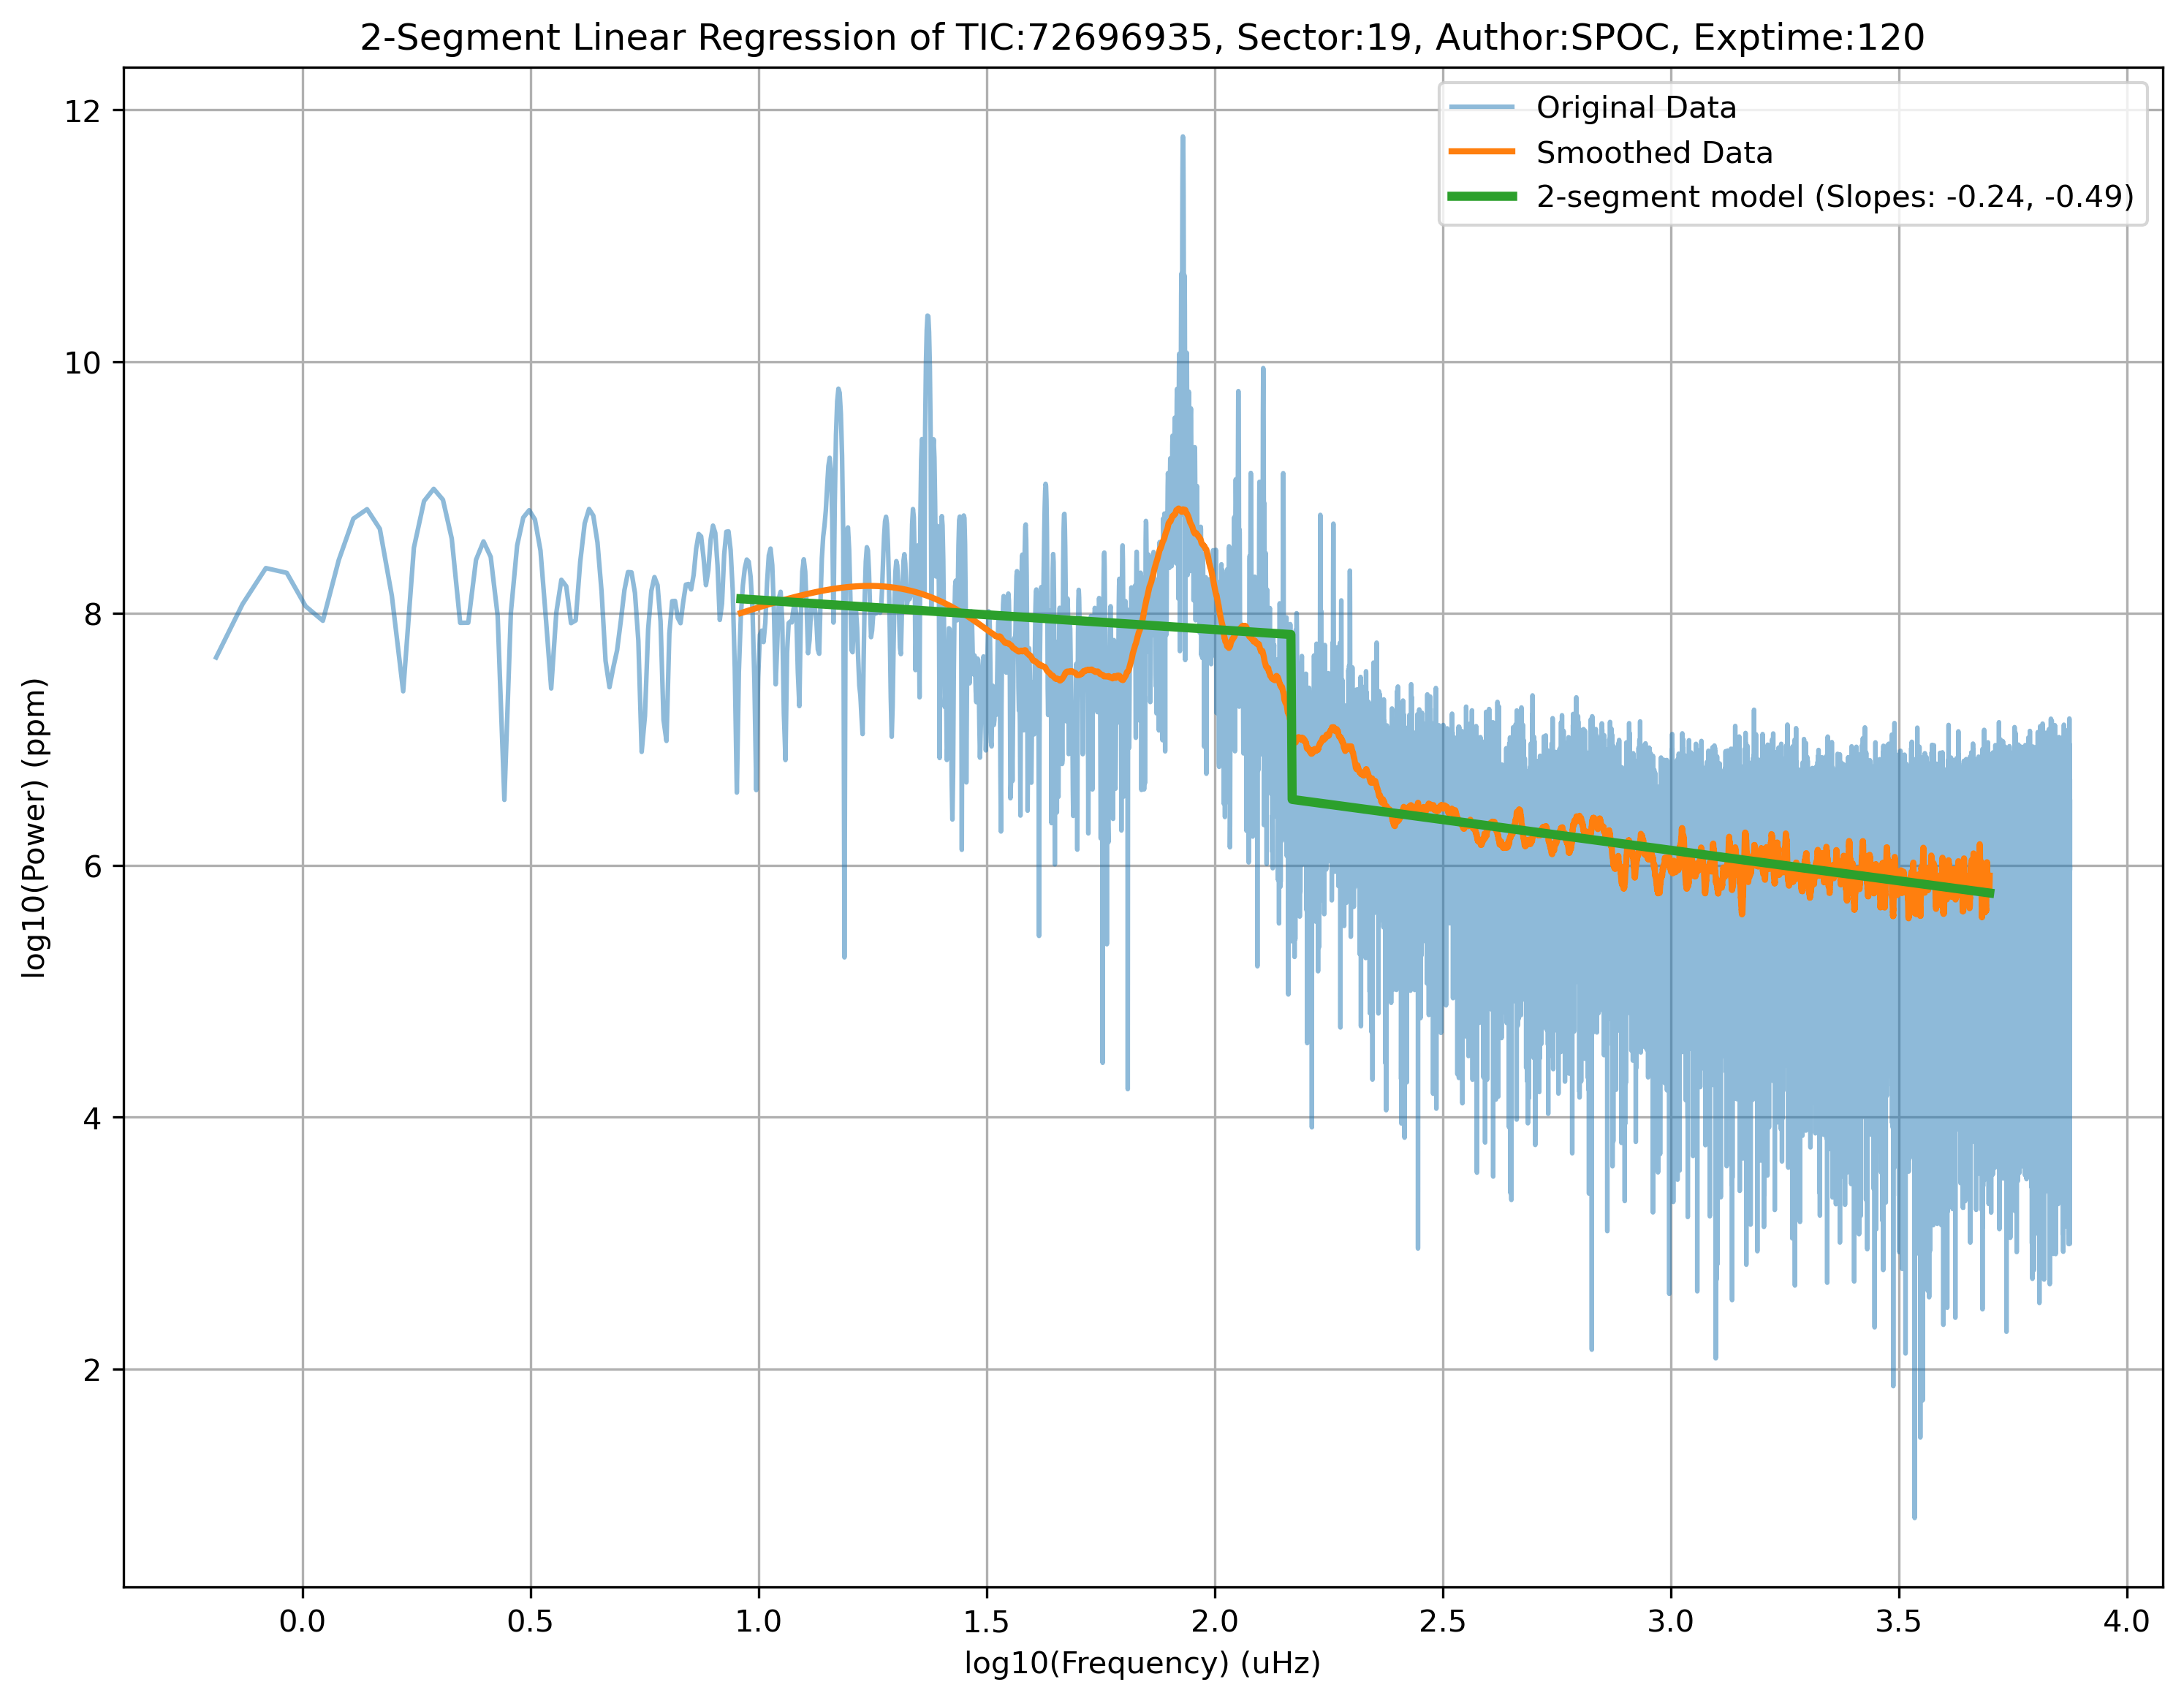 2-Segment Linear Regression of TIC:72696935, Sector:19, Author:SPOC, Exptime:120
Original Data
Smoothed Data
2-segment model (Slopes: -0.24, -0.49)
log10(Power) (ppm)
12
10
8
6
4
2
0.0 0.5 1.0 1.5 2.0 2.5 3.0 3.5 4.0
log10(Frequency) (uHz)